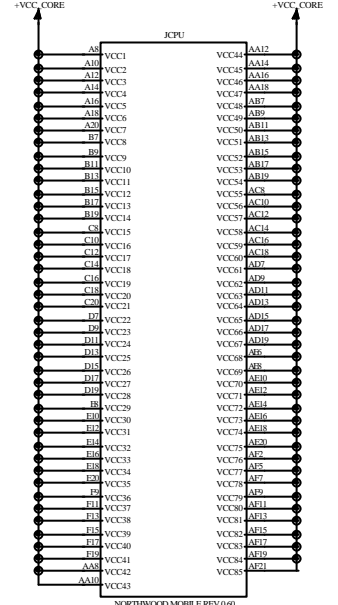 +VCC_CORE +VCC_CORE
JCPU
A8 VCC1 VCC44 AA12
A10 VCC2 VCC45 AA14
A12 VCC3 VCC46 AA16
A14 VCC4 VCC47 AA18
A16 VCC5 VCC48 AB7
A18 VCC6 VCC49 AB9
A20 VCC7 VCC50 AB11
B7 VCC8 VCC51 AB13
B9 VCC9 VCC52 AB15
B11 VCC10 VCC53 AB17
B13 VCC11 VCC54 AB19
B15 VCC12 VCC55 AC8
B17 VCC13 VCC56 AC10
B19 VCC14 VCC57 AC12
C8 VCC15 VCC58 AC14
C10 VCC16 VCC59 AC16
C12 VCC17 VCC60 AC18
C14 VCC18 VCC61 AD7
C16 VCC19 VCC62 AD9
C18 VCC20 VCC63 AD11
C20 VCC21 VCC64 AD13
D7 VCC22 VCC65 AD15
D9 VCC23 VCC66 AD17
D11 VCC24 VCC67 AD19
D13 VCC25 VCC68 AE6
D15 VCC26 VCC69 AE8
D17 VCC27 VCC70 AE10
D19 VCC28 VCC71 AE12
E8 VCC29 VCC72 AE14
E10 VCC30 VCC73 AE16
E12 VCC31 VCC74 AE18
E14 VCC32 VCC75 AE20
E16 VCC33 VCC76 AF2
E18 VCC34 VCC77 AF5
E20 VCC35 VCC78 AF7
F9 VCC36 VCC79 AF9
F11 VCC37 VCC80 AF11
F13 VCC38 VCC81 AF13
F15 VCC39 VCC82 AF15
F17 VCC40 VCC83 AF17
F19 VCC41 VCC84 AF19
AA8 VCC42 VCC85 AF21
AA10 VCC43
NORTHWOOD MOBILE REV 0.60